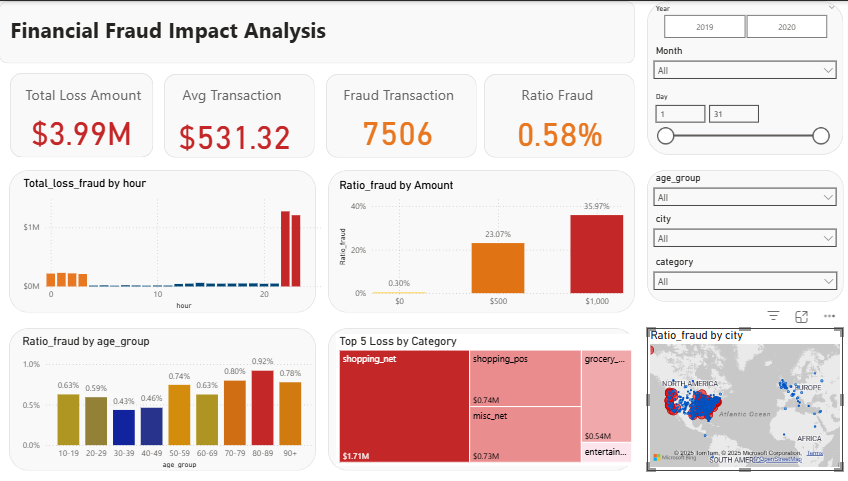 Financial Fraud Impact Analysis
Year
2019
2020
Month
All
Day
1
31
Total Loss Amount
$3.99M
Avg Transaction
$531.32
Fraud Transaction
7506
Ratio Fraud
0.58%
Total_loss_fraud by hour
$1M
$0M
0
10
20
hour
Ratio_fraud by Amount
Ratio_fraud
40%
20%
0%
0.30%
23.07%
35.97%
$0
$500
$1,000
age_group
All
city
All
category
All
Ratio_fraud by age_group
1.0%
0.5%
0.0%
0.63%
0.59%
0.43%
0.46%
0.74%
0.63%
0.80%
0.92%
0.78%
10-19
20-29
30-39
40-49
50-59
60-69
70-79
80-89
90+
age_group
Top 5 Loss by Category
shopping_net
$1.71M
shopping_pos
$0.74M
misc_net
$0.73M
grocery_...
$0.54M
entertain...
Ratio_fraud by city
NORTH AMERICA
EUROPE
Atlantic Ocean
AFRICA
SOUTH AMERICA
Microsoft Bing
© 2025 TomTom, © 2025 Microsoft Corporation, Terms
© OpenStreetMap